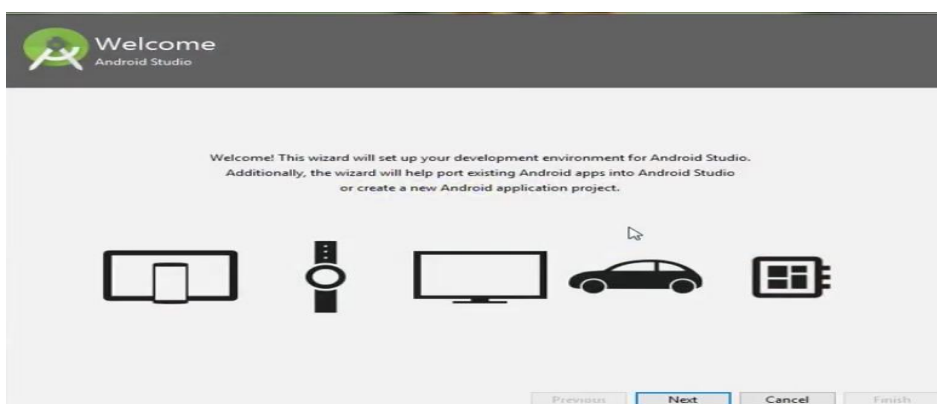 Welcome
Android Studio
Welcome! This wizard will set up your development environment for Android Studio.
Additionally, the wizard will help port existing Android apps into Android Studio
or create a new Android application project.
Previous Next Cancel Finish